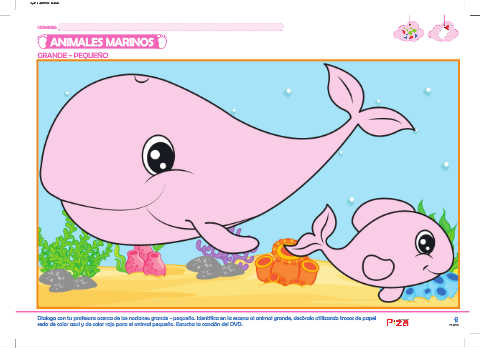 ANIMALES MARINOS
GRANDE - PEQUEÑO
Dialoga con tu profesora acerca de las nociones grande - pequeño. Identifica en la escena al animal grande, decóralo utilizando trozos de papel
seda de color azul y de color rojo para el animal pequeño. Escucha la canción del DVD.